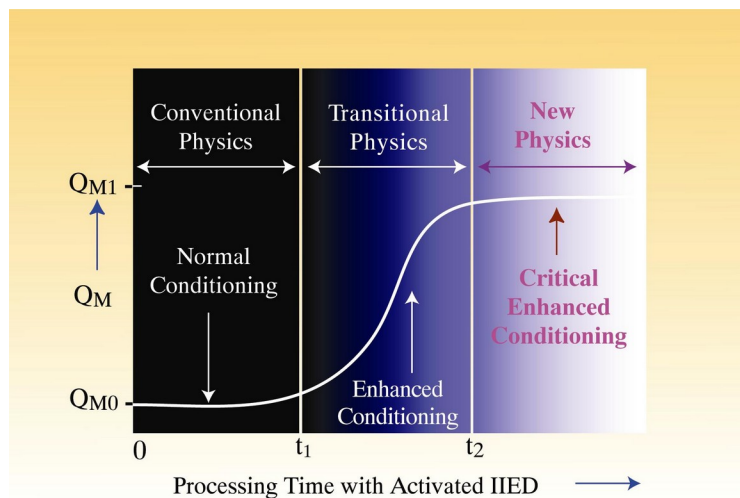 Conventional
Physics
Transitional
Physics
New
Physics
QM1
QM
QM0
Normal
Conditioning
Enhanced
Conditioning
Critical
Enhanced
Conditioning
0
t1
t2
Processing Time with Activated IIED